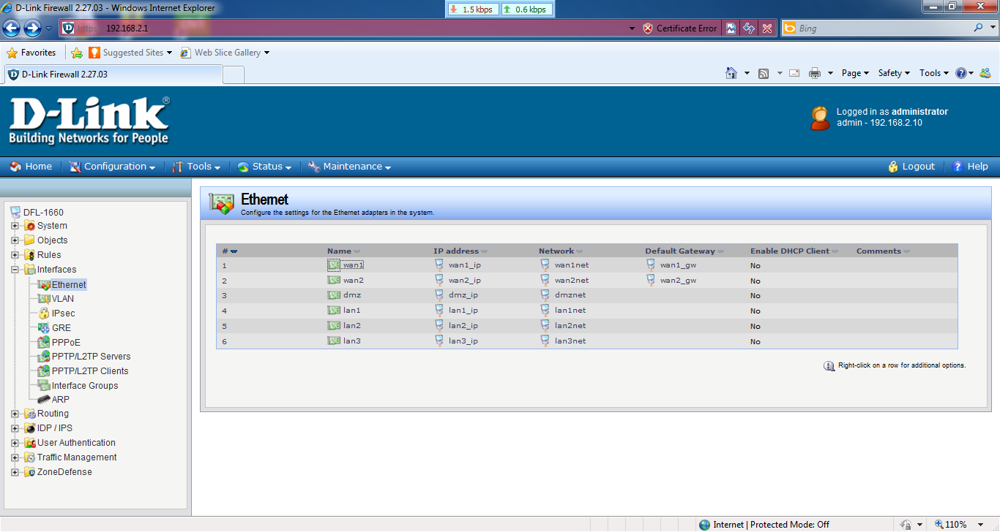 D-Link Firewall 2.27.03 - Windows Internet Explorer
1.5 kbps 0.6 kbps
https 192.168.2.1 Certificate Error Bing
Favorites Suggested Sites Web Slice Gallery
D-Link Firewall 2.27.03 Page Safety Tools
D-Link®
Building Networks for People
Logged in as administrator
admin - 192.168.2.10
Home Configuration Tools Status Maintenance Logout Help
DFL-1660
System
Objects
Rules
Interfaces
Ethernet
VLAN
IPsec
GRE
PPPoE
PPTP/L2TP Servers
PPTP/L2TP Clients
Interface Groups
ARP
Routing
IDP / IPS
User Authentication
Traffic Management
ZoneDefense
Ethernet
Configure the settings for the Ethernet adapters in the system.
# Name IP address Network Default Gateway Enable DHCP Client Comments
1 wan1 wan1_ip wan1net wan1_gw No
2 wan2 wan2_ip wan2net wan2_gw No
3 dmz dmz_ip dmznet No
4 lan1 lan1_ip lan1net No
5 lan2 lan2_ip lan2net No
6 lan3 lan3_ip lan3net No
Right-click on a row for additional options.
Internet | Protected Mode: Off 110%